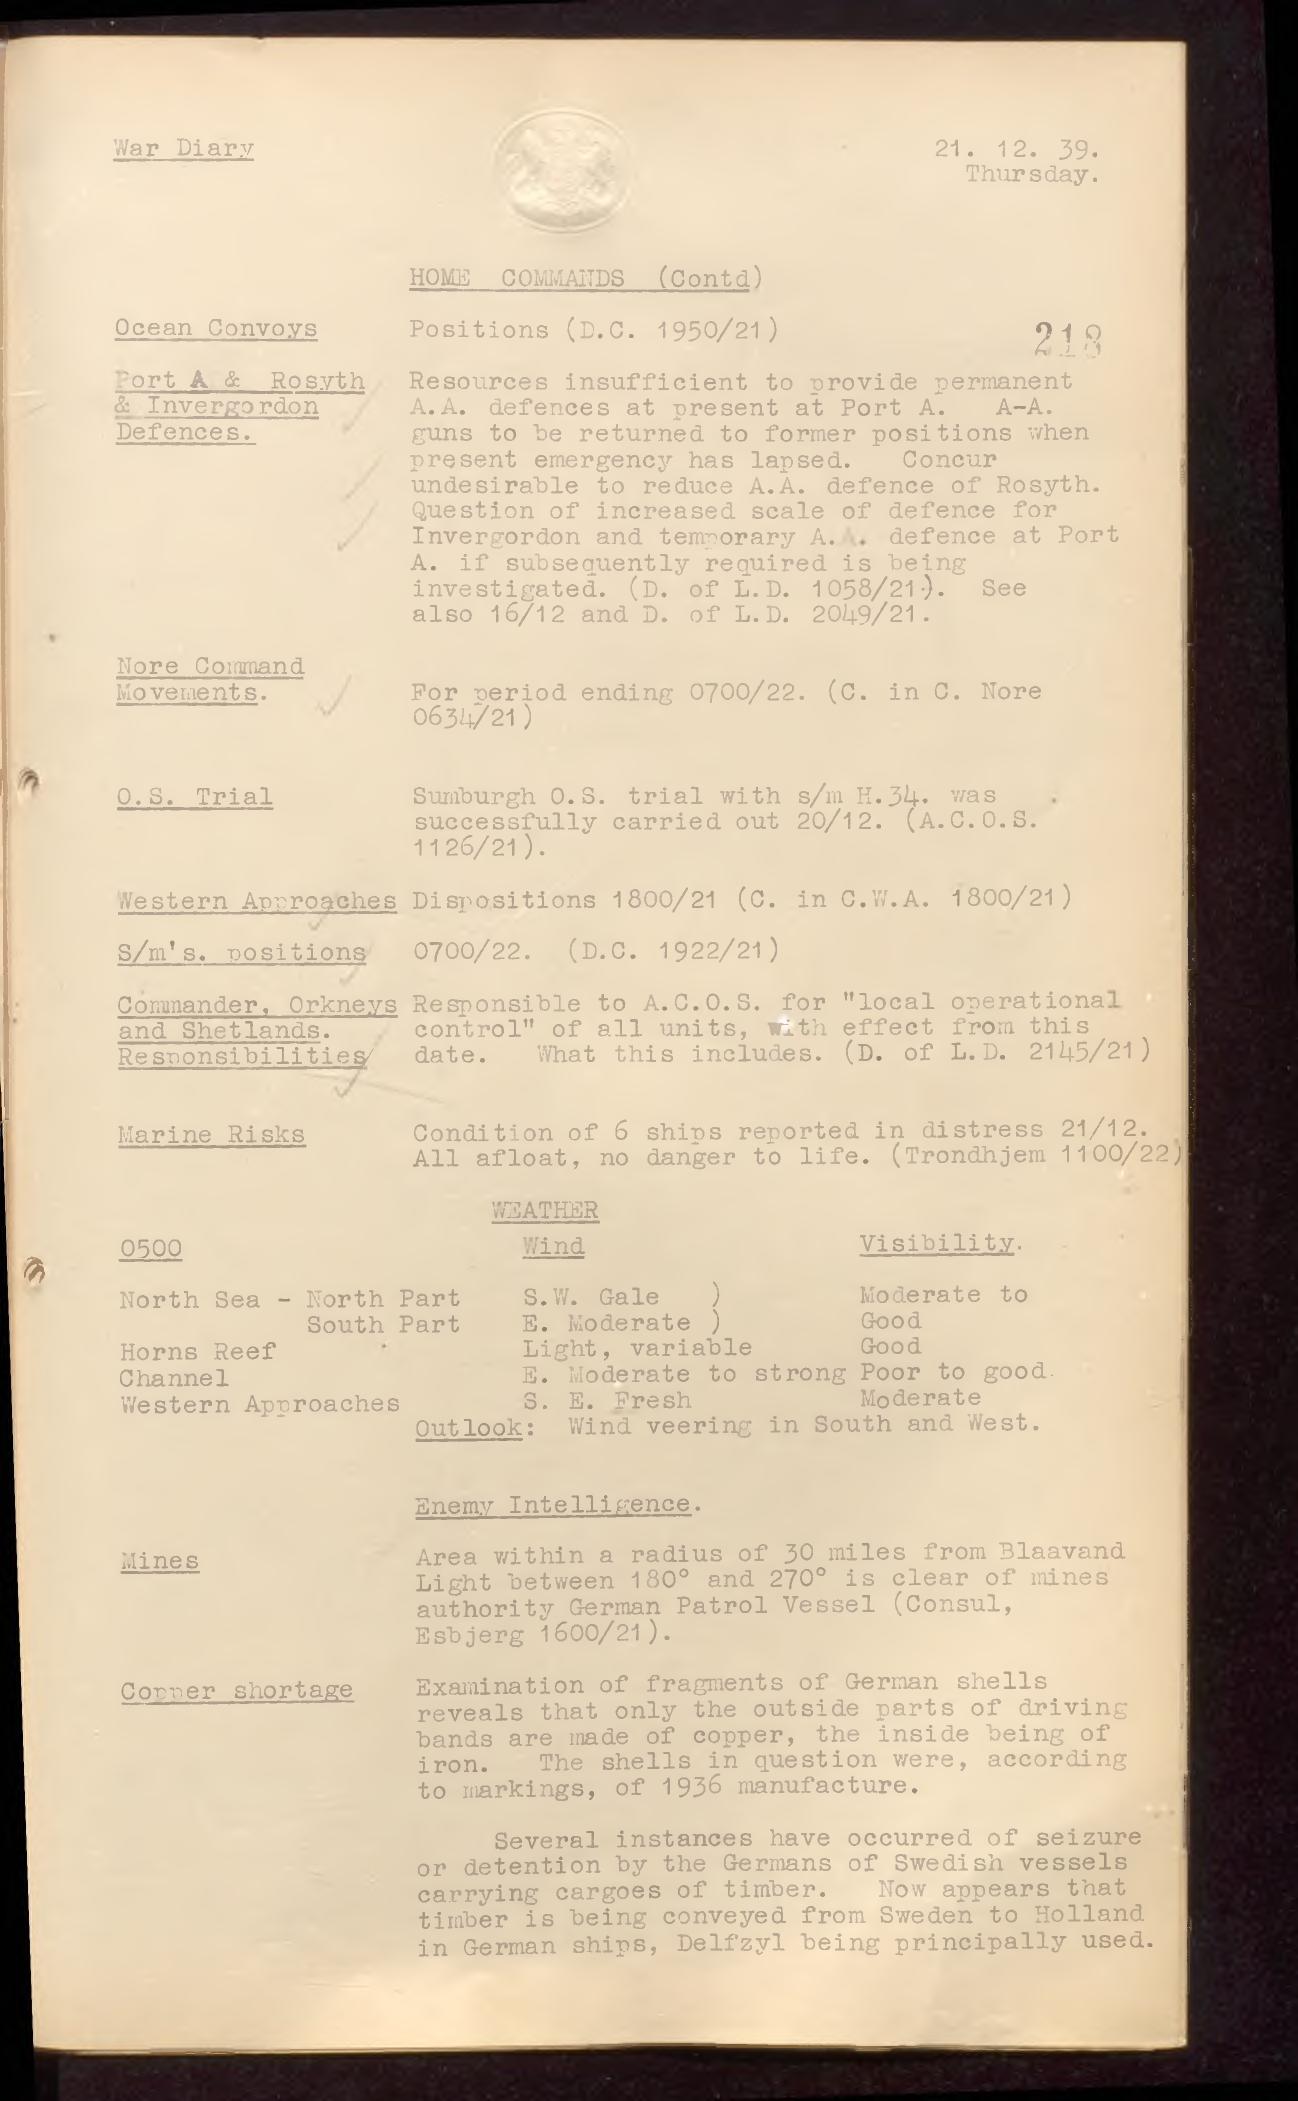 War Diary
21. 12. 39.
Thursday.
HOME COMMANDS (Contd)
Ocean Convoys Positions (D.C. 1950/21)
218
Port A & Rosyth Resources insufficient to provide permanent
& Invergordon A.A. defences at present at Port A. A-A.
Defences. guns to be returned to former positions when
present emergency has lapsed. Concur
undesirable to reduce A.A. defence of Rosyth.
Question of increased scale of defence for
Invergordon and temporary A.A. defence at Port
A. if subsequently required is being
investigated. (D. of L.D. 1058/21). See
also 16/12 and D. of L.D. 2049/21.
Nore Command
Movements. For period ending 0700/22. (C. in C. Nore
0634/21)
O.S. Trial Sumburgh O.S. trial with s/m H.34. was
successfully carried out 20/12. (A.C.O.S.
1126/21).
Western Approaches Dispositions 1800/21 (C. in C.W.A. 1800/21)
S/m's. positions 0700/22. (D.C. 1922/21)
Commander, Orkneys Responsible to A.C.O.S. for "local operational
and Shetlands. control" of all units, with effect from this
Responsibilities date. What this includes. (D. of L.D. 2145/21)
Marine Risks Condition of 6 ships reported in distress 21/12.
All afloat, no danger to life. (Trondhjem 1100/22)
WEATHER
0500 Wind Visibility.
North Sea - North Part S.W. Gale ) Moderate to
South Part E. Moderate ) Good
Horns Reef Light, variable Good
Channel E. Moderate to strong Poor to good.
Western Approaches S. E. Fresh Moderate
Outlook: Wind veering in South and West.
Enemy Intelligence.
Mines Area within a radius of 30 miles from Blaavand
Light between 180° and 270° is clear of mines
authority German Patrol Vessel (Consul,
Esbjerg 1600/21).
Copper shortage Examination of fragments of German shells
reveals that only the outside parts of driving
bands are made of copper, the inside being of
iron. The shells in question were, according
to markings, of 1936 manufacture.
Several instances have occurred of seizure
or detention by the Germans of Swedish vessels
carrying cargoes of timber. Now appears that
timber is being conveyed from Sweden to Holland
in German ships, Delfzyl being principally used.